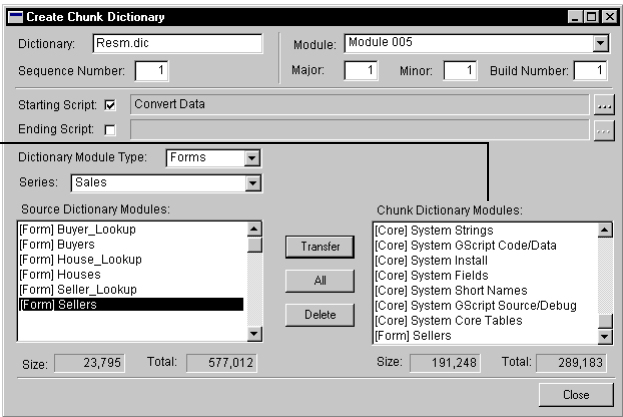 Create Chunk Dictionary
Dictionary: Resm.dic Module: Module 005
Sequence Number: 1 Major: 1 Minor: 1 Build Number: 1
Starting Script: Convert Data ...
Ending Script: ...
Dictionary Module Type: Forms
Series: Sales
Source Dictionary Modules:
[Form] Buyer_Lookup
[Form] Buyers
[Form] House_Lookup
[Form] Houses
[Form] Seller_Lookup
[Form] Sellers
Transfer
All
Delete
Chunk Dictionary Modules:
[Core] System Strings
[Core] System GScript Code/Data
[Core] System Install
[Core] System Fields
[Core] System Short Names
[Core] System GScript Source/Debug
[Core] System Core Tables
[Form] Sellers
Size: 23,795 Total: 577,012
Size: 191,248 Total: 289,183
Close